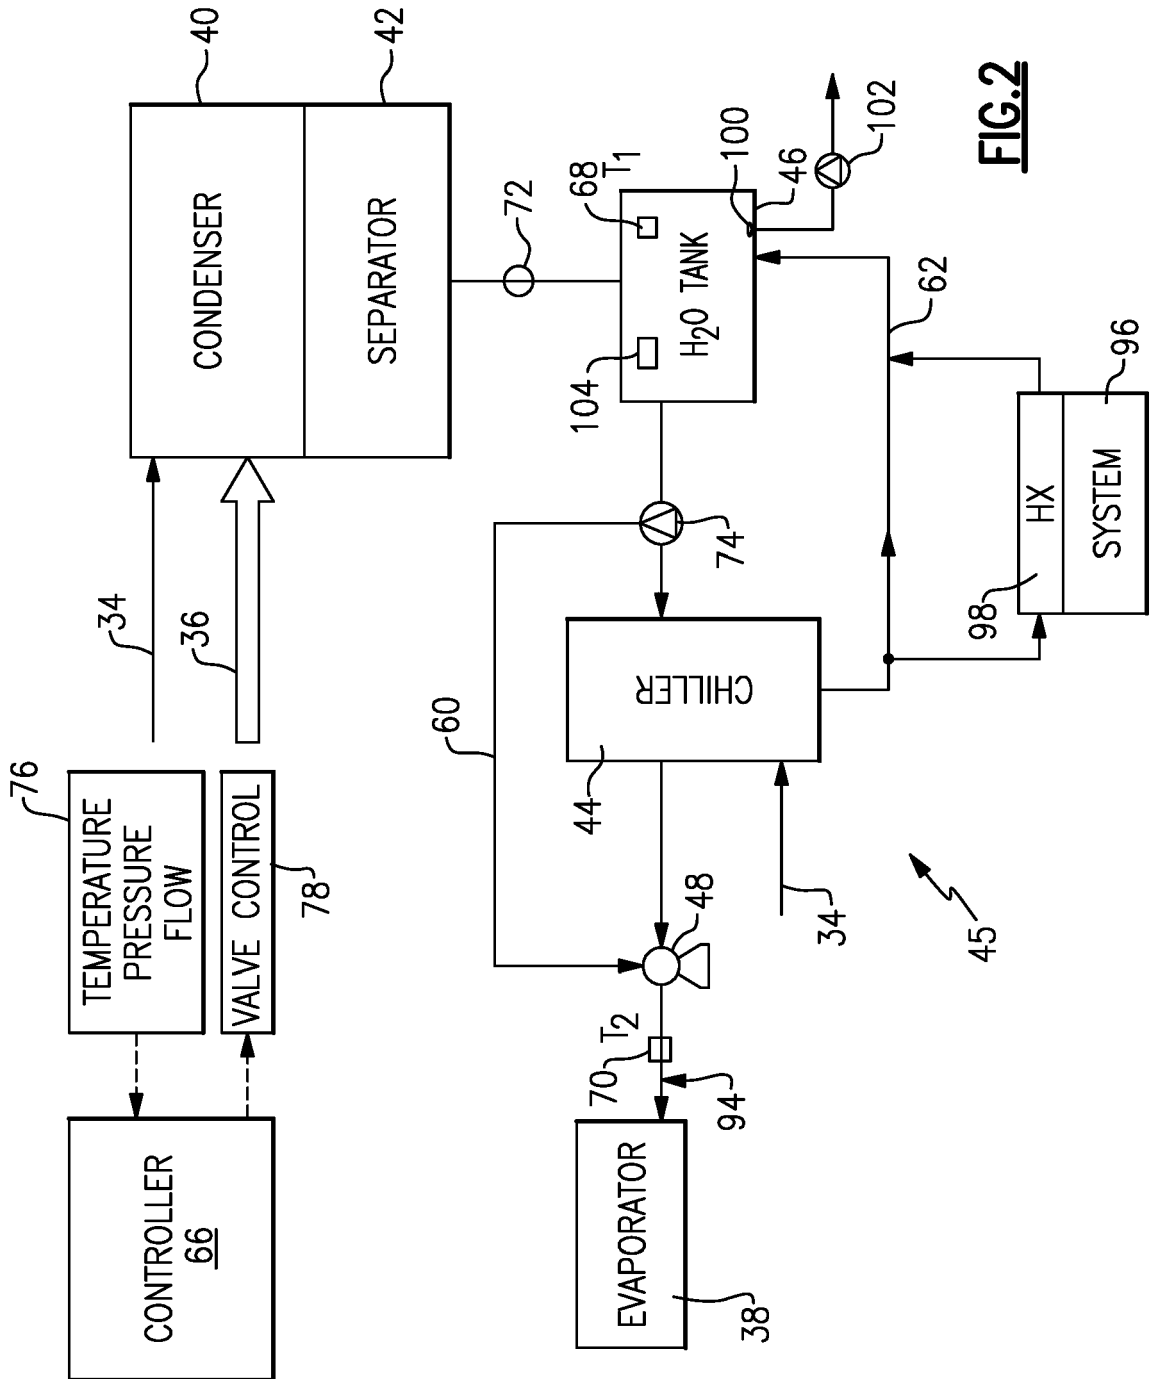 FIG.2
40
42
CONDENSER
SEPARATOR
34
36
76
TEMPERATURE
PRESSURE
FLOW
VALVE CONTROL
78
CONTROLLER
66
72
68
T1
104
H2O TANK
100
46
102
74
60
CHILLER
44
34
48
T2
70
94
EVAPORATOR
38
62
HX
98
SYSTEM
96
45